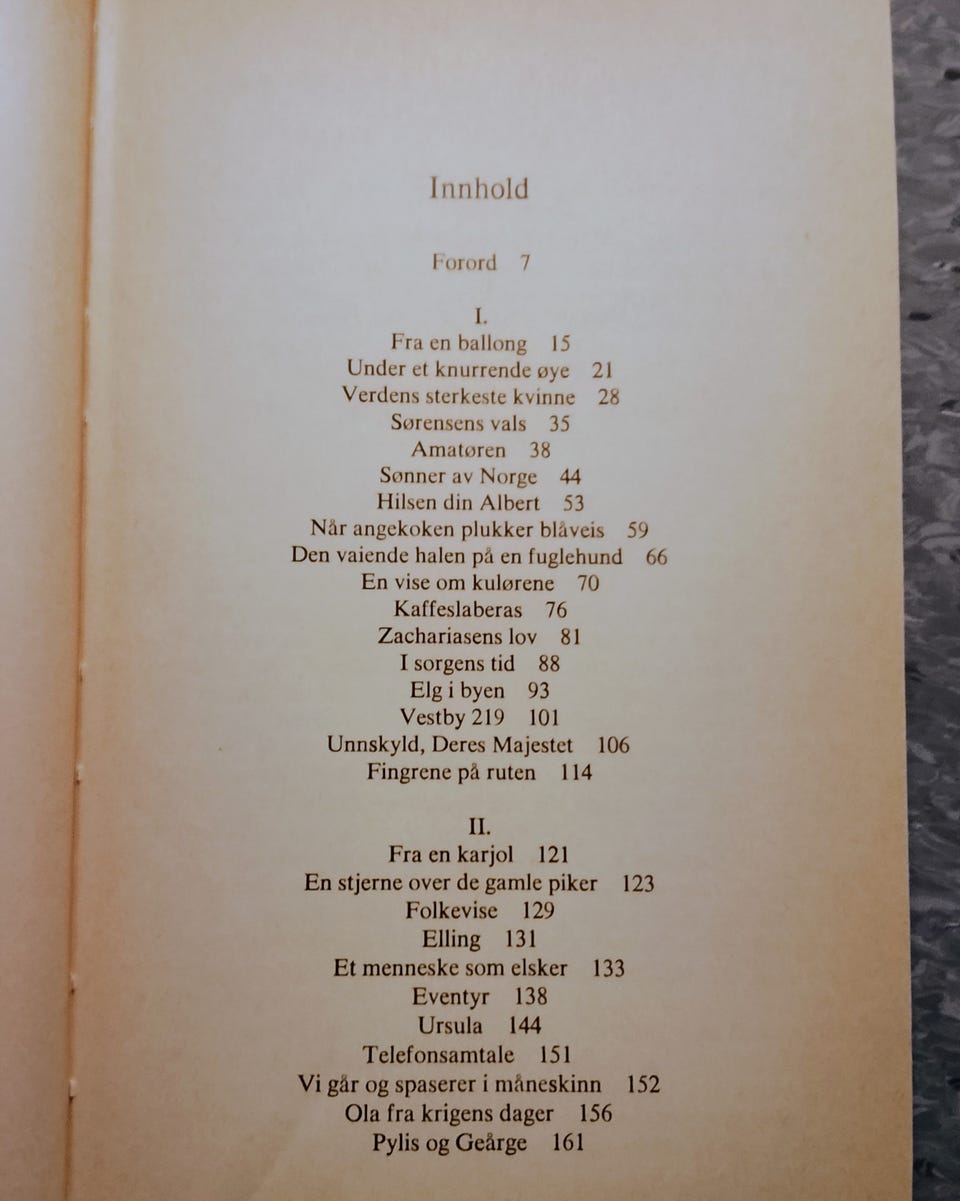 Innhold
Forord 7
I.
Fra en ballong 15
Under et knurrende øye 21
Verdens sterkeste kvinne 28
Sørensens vals 35
Amatøren 38
Sønner av Norge 44
Hilsen din Albert 53
Når angekoken plukker blåveis 59
Den vaiende halen på en fuglehund 66
En vise om kulørene 70
Kaffeslaberas 76
Zachariasens lov 81
I sorgens tid 88
Elg i byen 93
Vestby 219 101
Unnskyld, Deres Majestet 106
Fingrene på ruten 114
II.
Fra en karjol 121
En stjerne over de gamle piker 123
Folkevise 129
Elling 131
Et menneske som elsker 133
Eventyr 138
Ursula 144
Telefonsamtale 151
Vi går og spaserer i måneskinn 152
Ola fra krigens dager 156
Pylis og Geårge 161